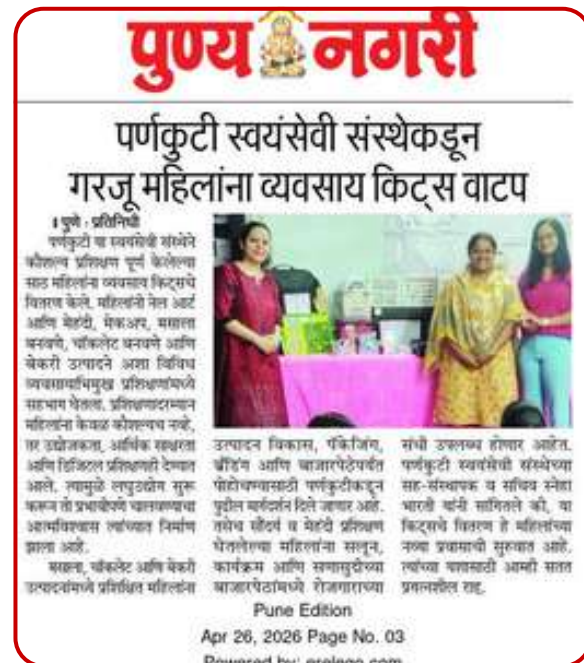 पुण्य नगरी
पर्णकुटी स्वयंसेवी संस्थेकडून
गरजू महिलांना व्यवसाय किट्स वाटप
पुणे : प्रतिनिधी
पर्णकुटी या स्वयंसेवी संस्थेने
कौशल्य प्रशिक्षण पूर्ण केलेल्या
साठ महिलांना व्यवसाय किट्सचे
वितरण केले. महिलांनी नेल आर्ट
आणि मेहंदी, मेकअप, मसाला
बनवणे, चॉकलेट बनवणे आणि
बेकरी उत्पादने अशा विविध
व्यवसायाभिमुख प्रशिक्षणांमध्ये
सहभाग घेतला. प्रशिक्षणादरम्यान
महिलांना केवळ कौशल्यच नव्हे,
तर उद्योजकता, आर्थिक साक्षरता
आणि डिजिटल प्रशिक्षणही देण्यात
आले. त्यामुळे लघुउद्योग सुरू
करून तो प्रभावीपणे चालवण्याचा
आत्मविश्वास त्यांच्यात निर्माण
झाला आहे.
मसाला, चॉकलेट आणि बेकरी
उत्पादनांमध्ये प्रशिक्षित महिलांना
उत्पादन विकास, पॅकेजिंग,
ब्रँडिंग आणि बाजारपेठेपर्यंत
पोहोचण्यासाठी पर्णकुटीकडून
पुढील मार्गदर्शन दिले जाणार आहे.
तसेच सौंदर्य व मेहंदी प्रशिक्षण
घेतलेल्या महिलांना सलून,
कार्यक्रम आणि सणासुदीच्या
बाजारपेठांमध्ये रोजगाराच्या
संधी उपलब्ध होणार आहेत.
पर्णकुटी स्वयंसेवी संस्थेच्या
सह-संस्थापक व सचिव स्नेहा
भारती यांनी सांगितले की, या
किट्सचे वितरण हे महिलांच्या
नव्या प्रवासाची सुरुवात आहे.
त्यांच्या यशासाठी आम्ही सतत
प्रयत्नशील राहू.
Pune Edition
Apr 26, 2026 Page No. 03
Powered by: erelego.com